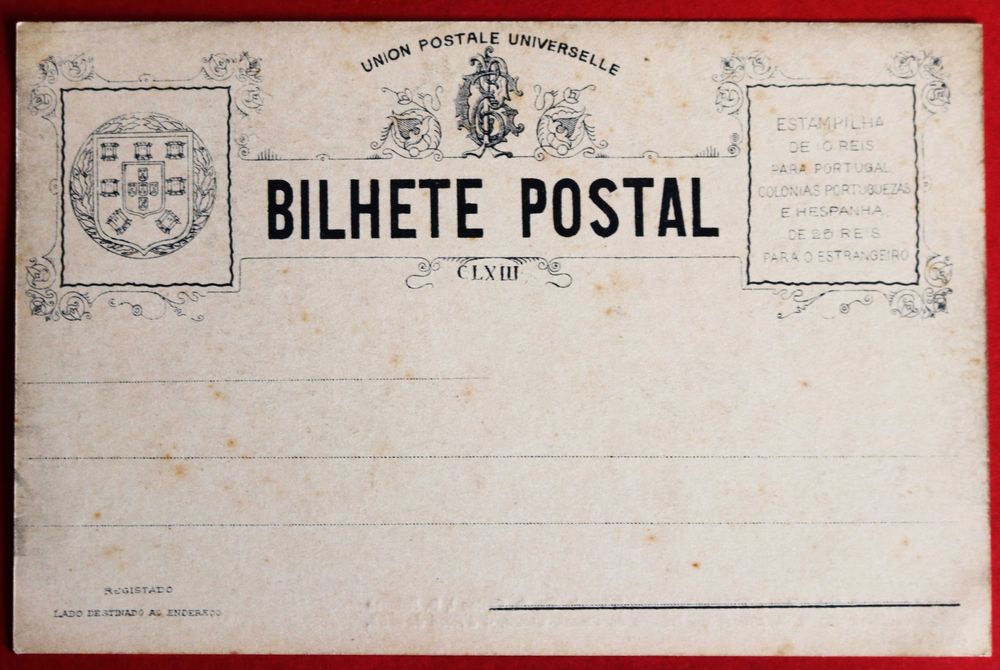 UNION POSTALE UNIVERSELLE
BILHETE POSTAL
CLXIII
ESTAMPILHA
DE 10 REIS
PARA PORTUGAL
COLONIAS PORTUGUEZAS
E HESPANHA
DE 25 REIS
PARA O ESTRANGEIRO
REGISTADO
LADO DESTINADO AO ENDEREÇO